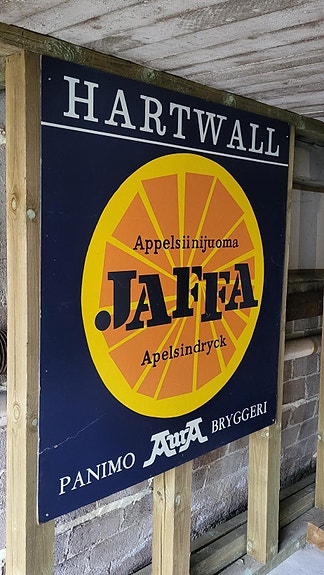 HARTWALL
Appelsiinijuoma
JAFFA
Apelsindryck
PANIMO AurA BRYGGERI